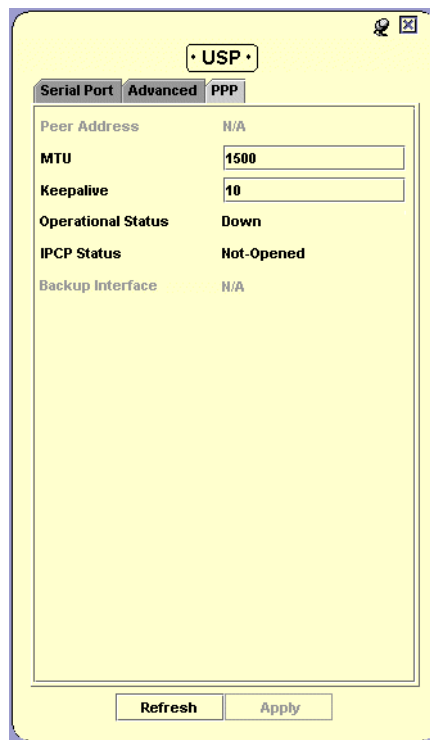 • USP •
Serial Port Advanced PPP
Peer Address N/A
MTU 1500
Keepalive 10
Operational Status Down
IPCP Status Not-Opened
Backup Interface N/A
Refresh Apply